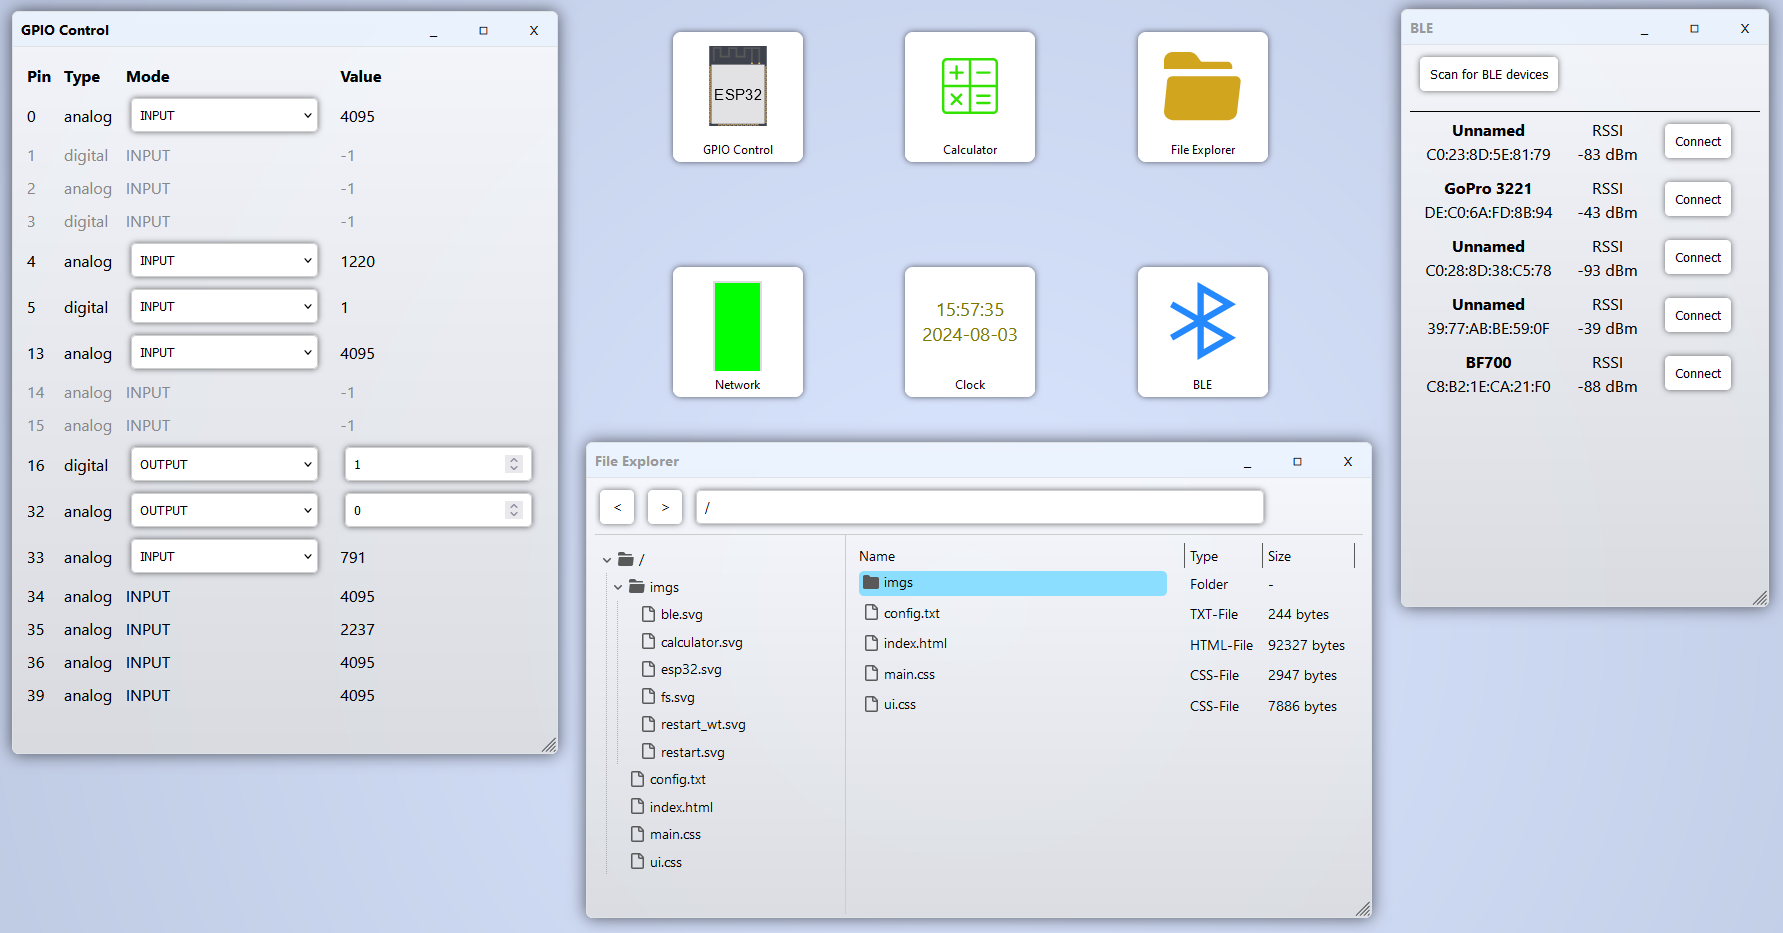 GPIO Control
_ □ X
Pin Type Mode Value
0 analog INPUT 4095
1 digital INPUT -1
2 analog INPUT -1
3 digital INPUT -1
4 analog INPUT 1220
5 digital INPUT 1
13 analog INPUT 4095
14 analog INPUT -1
15 analog INPUT -1
16 digital OUTPUT 1
32 analog OUTPUT 0
33 analog INPUT 791
34 analog INPUT 4095
35 analog INPUT 2237
36 analog INPUT 4095
39 analog INPUT 4095
ESP32
GPIO Control
Calculator
File Explorer
Network
15:57:35
2024-08-03
Clock
BLE
File Explorer
_ □ X
< > /
/
imgs
ble.svg
calculator.svg
esp32.svg
fs.svg
restart_wt.svg
restart.svg
config.txt
index.html
main.css
ui.css
Name Type Size
imgs Folder -
config.txt TXT-File 244 bytes
index.html HTML-File 92327 bytes
main.css CSS-File 2947 bytes
ui.css CSS-File 7886 bytes
BLE
_ □ X
Scan for BLE devices
Unnamed RSSI
C0:23:8D:5E:81:79 -83 dBm
Connect
GoPro 3221 RSSI
DE:C0:6A:FD:8B:94 -43 dBm
Connect
Unnamed RSSI
C0:28:8D:38:C5:78 -93 dBm
Connect
Unnamed RSSI
39:77:AB:BE:59:0F -39 dBm
Connect
BF700 RSSI
C8:B2:1E:CA:21:F0 -88 dBm
Connect